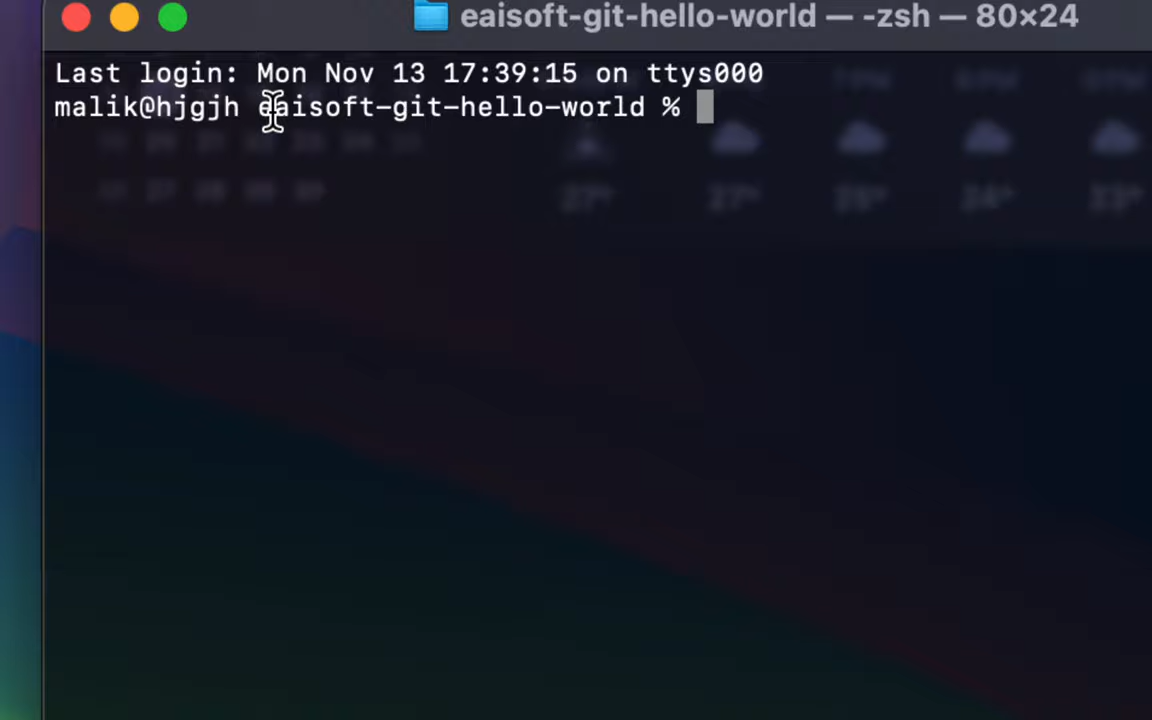 eaisoft-git-hello-world — -zsh — 80×24
Last login: Mon Nov 13 17:39:15 on ttys000
malik@hjgjh eaisoft-git-hello-world %